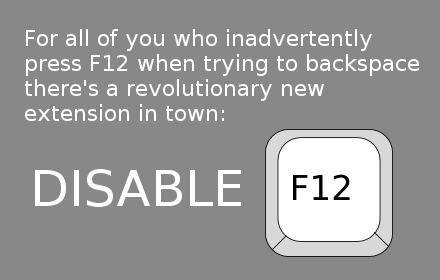 For all of you who inadvertently
press F12 when trying to backspace
there's a revolutionary new
extension in town:
DISABLE F12